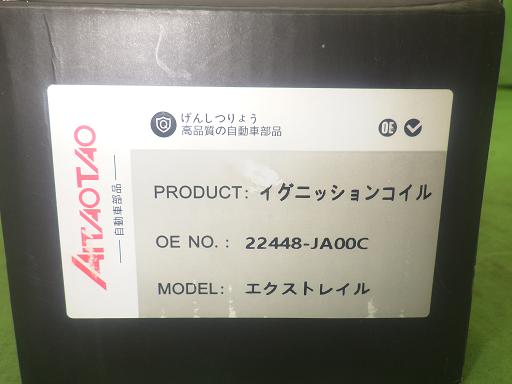 AITAOTAO
自動車部品
げんしつりょう
高品質の自動車部品
OE
PRODUCT: イグニッションコイル
OE NO. : 22448-JA00C
MODEL: エクストレイル